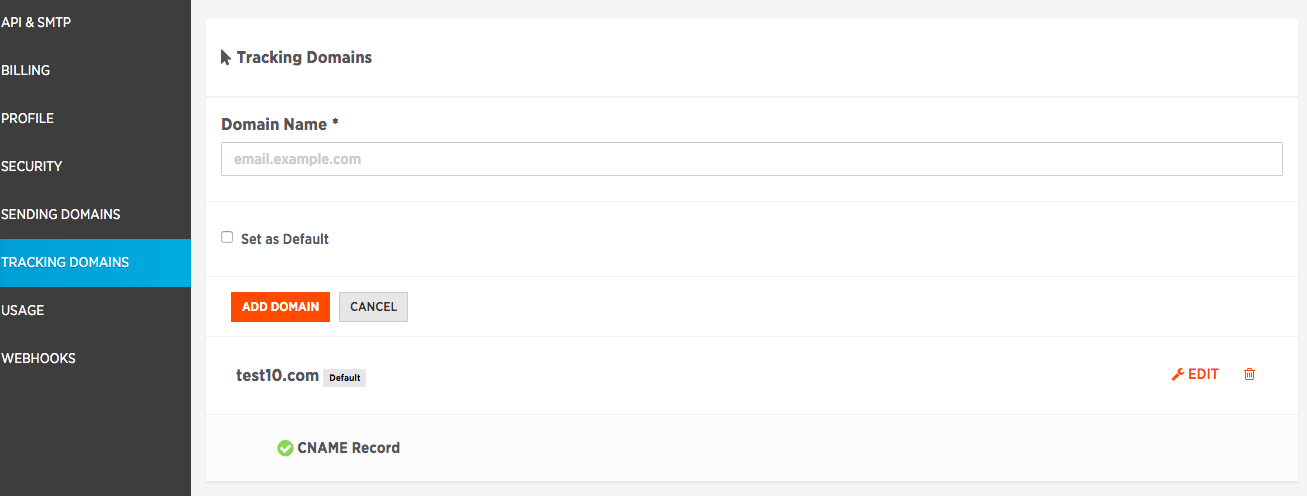 API & SMTP
BILLING
PROFILE
SECURITY
SENDING DOMAINS
TRACKING DOMAINS
USAGE
WEBHOOKS
Tracking Domains
Domain Name *
email.example.com
Set as Default
ADD DOMAIN CANCEL
test10.com Default EDIT
CNAME Record